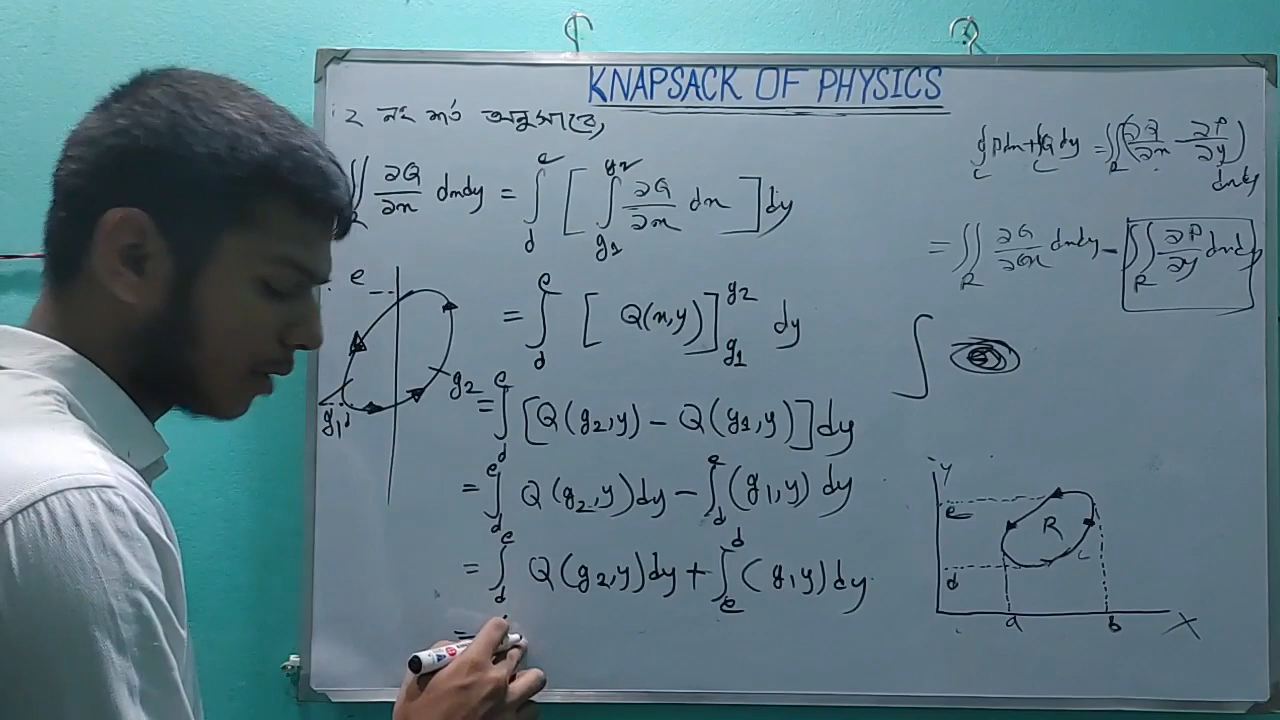 KNAPSACK OF PHYSICS
২ নং শর্ত অনুসারে,
∬ ∂Q/∂x dxdy = ∫_d^e [ ∫_{g1}^{g2} ∂Q/∂x dx ] dy
= ∫_d^e [ Q(x,y) ]_{g1}^{g2} dy
= ∫_d^e [Q(g2,y) − Q(g1,y)] dy
= ∫_d^e Q(g2,y)dy − ∫_d^e (g1,y) dy
= ∫_d^e Q(g2,y)dy + ∫_e^d (g1y)dy
=
e
g2
g1
d
∮_C Pdx + ∮_C Q dy = ∬_R (∂Q/∂x − ∂P/∂y)
dxdy
= ∬_R ∂Q/∂x dxdy − ∬_R ∂P/∂y dxdy
∫
Y
e
R
C
d
a b X